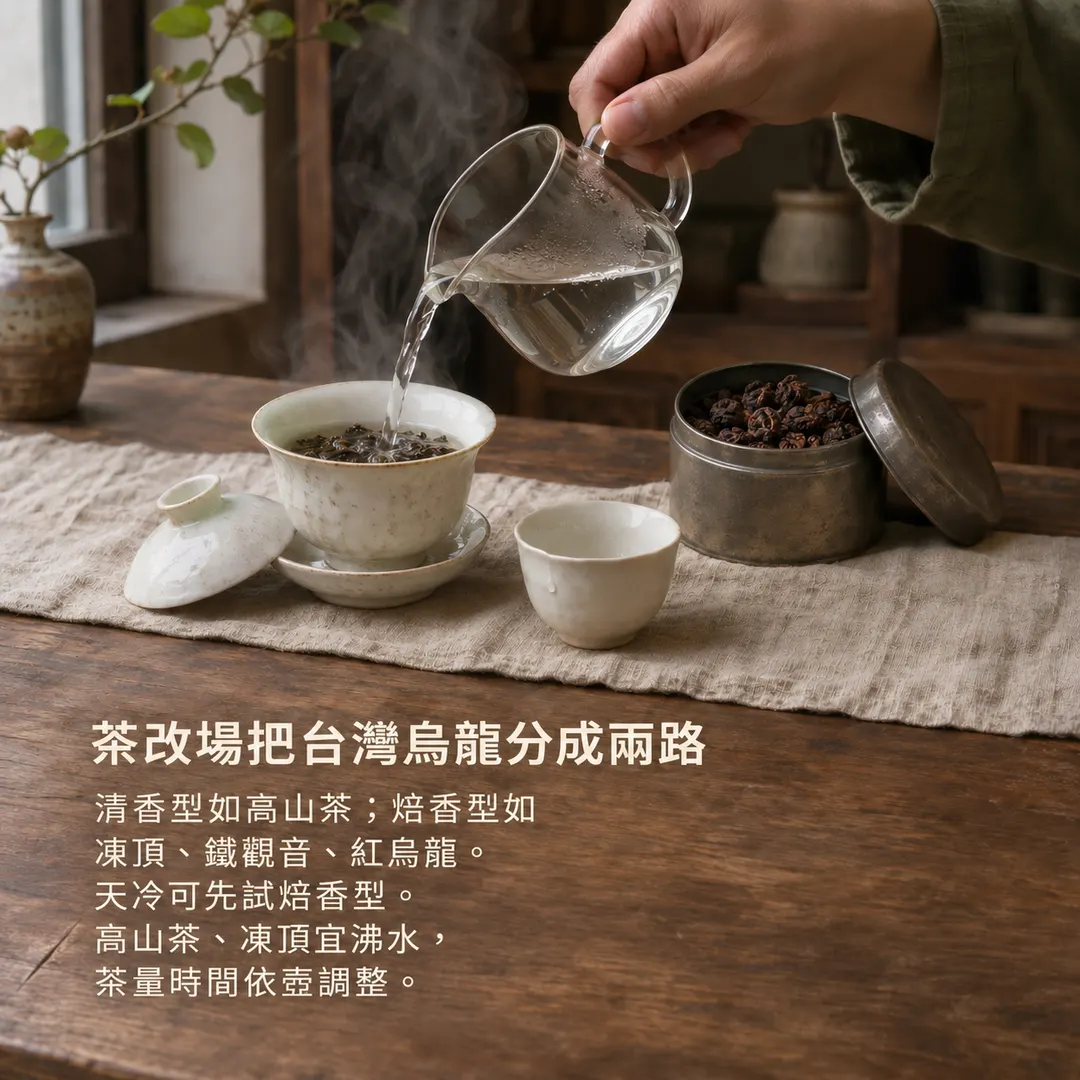 茶改場把台灣烏龍分成兩路
清香型如高山茶；焙香型如
凍頂、鐵觀音、紅烏龍。
天冷可先試焙香型。
高山茶、凍頂宜沸水，
茶量時間依壺調整。